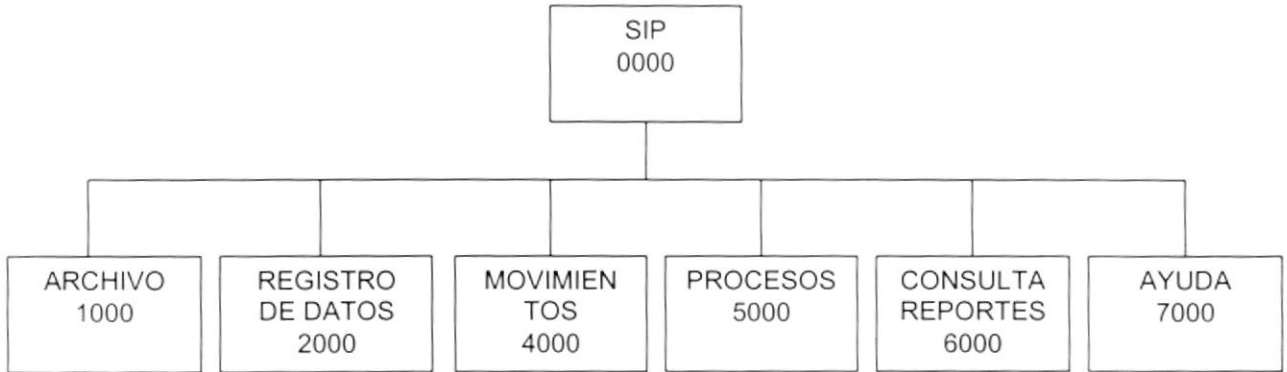 SIP
0000
ARCHIVO
1000
REGISTRO
DE DATOS
2000
MOVIMIEN
TOS
4000
PROCESOS
5000
CONSULTA
REPORTES
6000
AYUDA
7000